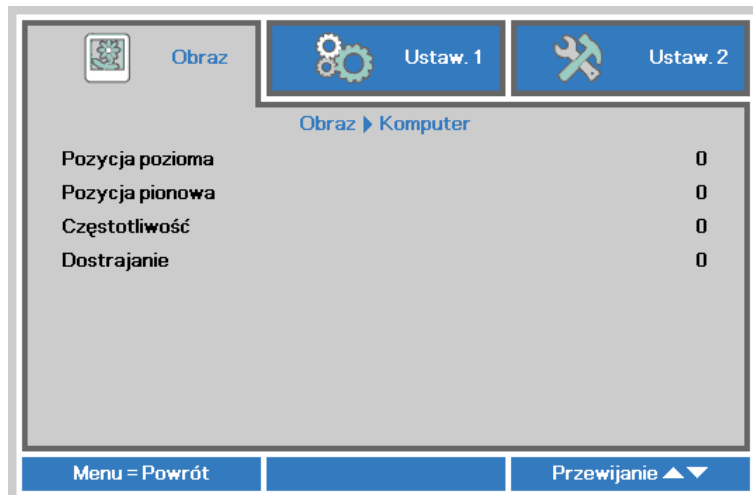 Obraz Ustaw. 1 Ustaw. 2
Obraz Komputer
Pozycja pozioma 0
Pozycja pionowa 0
Częstotliwość 0
Dostrajanie 0
Menu = Powrót Przewijanie